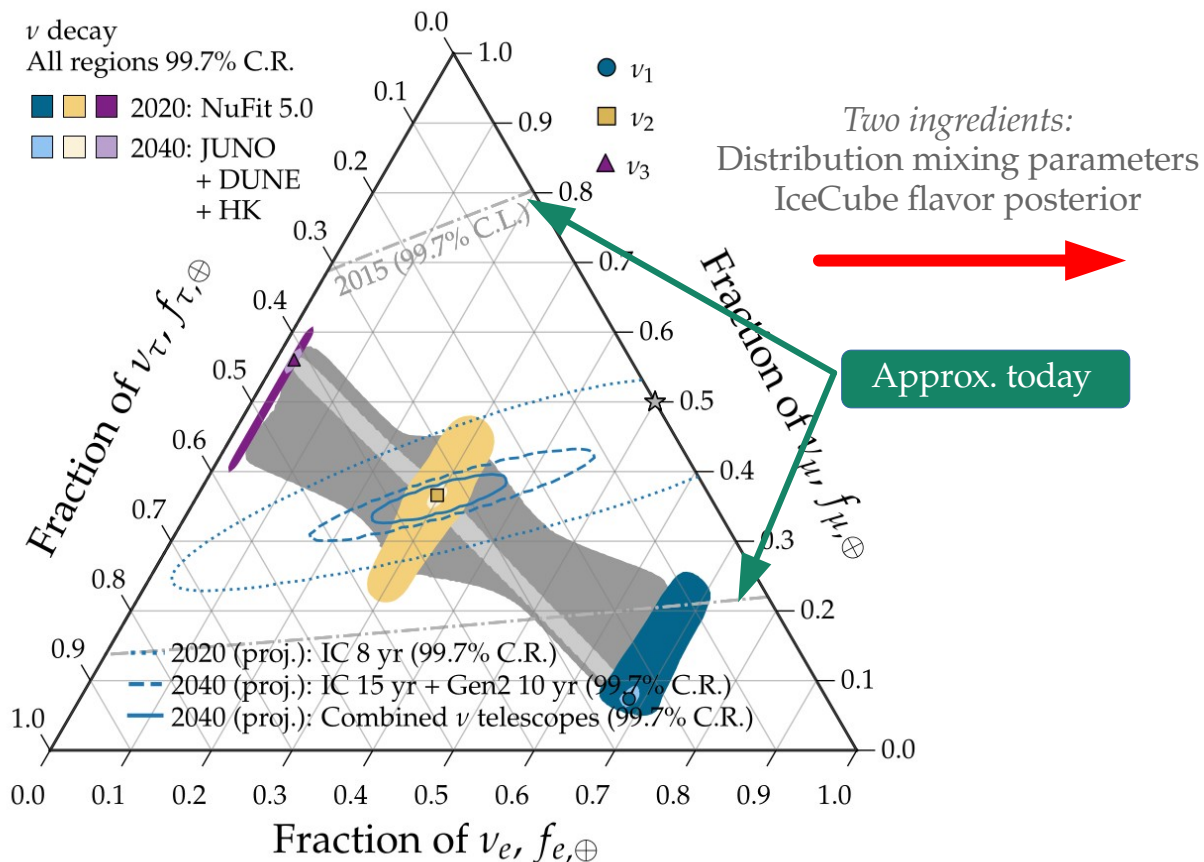 ν decay
All regions 99.7% C.R.
2020: NuFit 5.0
2040: JUNO
+ DUNE
+ HK
ν1
ν2
ν3
Two ingredients:
Distribution mixing parameters
IceCube flavor posterior
Approx. today
2015 (99.7% C.L.)
Fraction of ντ, fτ,⊕
0.0
0.1
0.2
0.3
0.4
0.5
0.6
0.7
0.8
0.9
1.0
Fraction of νμ, fμ,⊕
1.0
0.9
0.8
0.7
0.6
0.5
0.4
0.3
0.2
0.1
0.0
2020 (proj.): IC 8 yr (99.7% C.R.)
2040 (proj.): IC 15 yr + Gen2 10 yr (99.7% C.R.)
2040 (proj.): Combined ν telescopes (99.7% C.R.)
0.0 0.1 0.2 0.3 0.4 0.5 0.6 0.7 0.8 0.9 1.0
Fraction of νe, fe,⊕